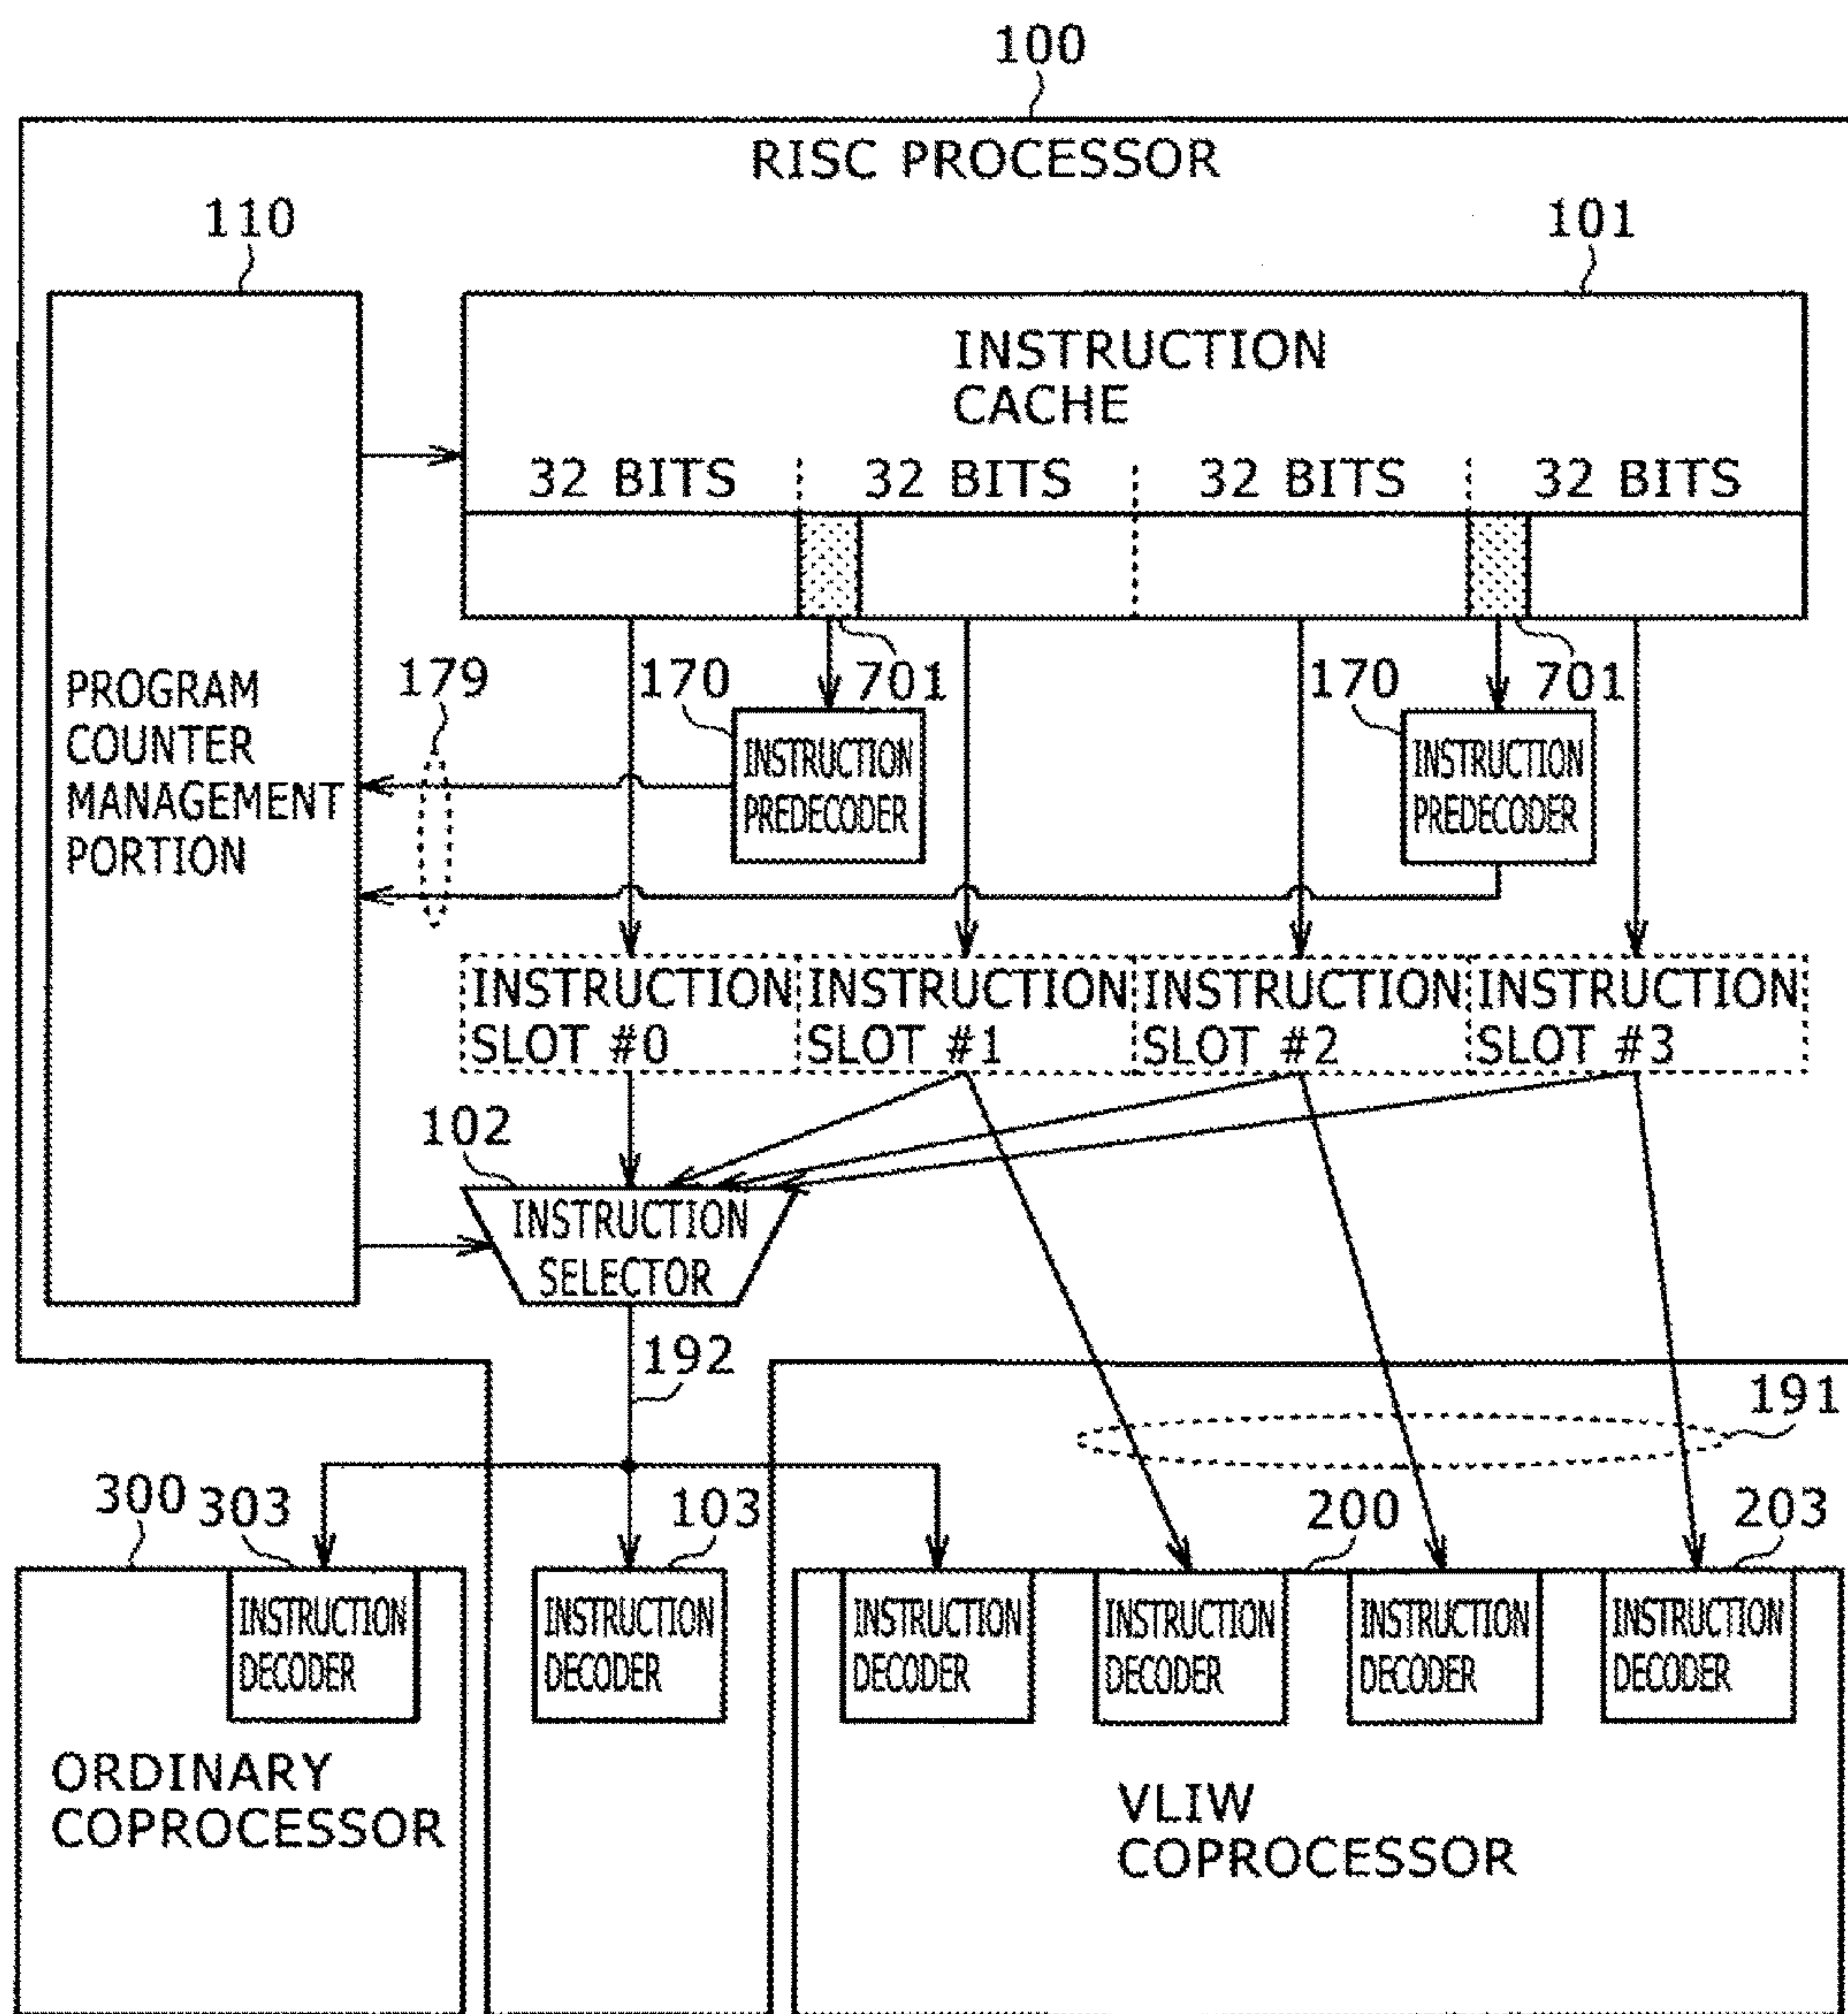 100
RISC PROCESSOR
110
101
INSTRUCTION
CACHE
32 BITS 32 BITS 32 BITS 32 BITS
PROGRAM
COUNTER
MANAGEMENT
PORTION
179
170
701
170
701
INSTRUCTION
PREDECODER
INSTRUCTION
PREDECODER
INSTRUCTION
SLOT #0
INSTRUCTION
SLOT #1
INSTRUCTION
SLOT #2
INSTRUCTION
SLOT #3
102
INSTRUCTION
SELECTOR
192
191
300
303
103
200
203
INSTRUCTION
DECODER
INSTRUCTION
DECODER
INSTRUCTION
DECODER
INSTRUCTION
DECODER
INSTRUCTION
DECODER
INSTRUCTION
DECODER
ORDINARY
COPROCESSOR
VLIW
COPROCESSOR